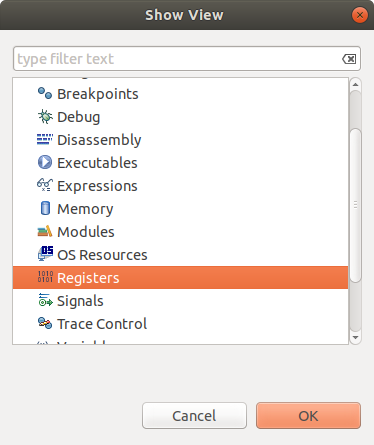 Show View
type filter text
Breakpoints
Debug
Disassembly
Executables
Expressions
Memory
Modules
OS Resources
Registers
Signals
Trace Control
Cancel
OK